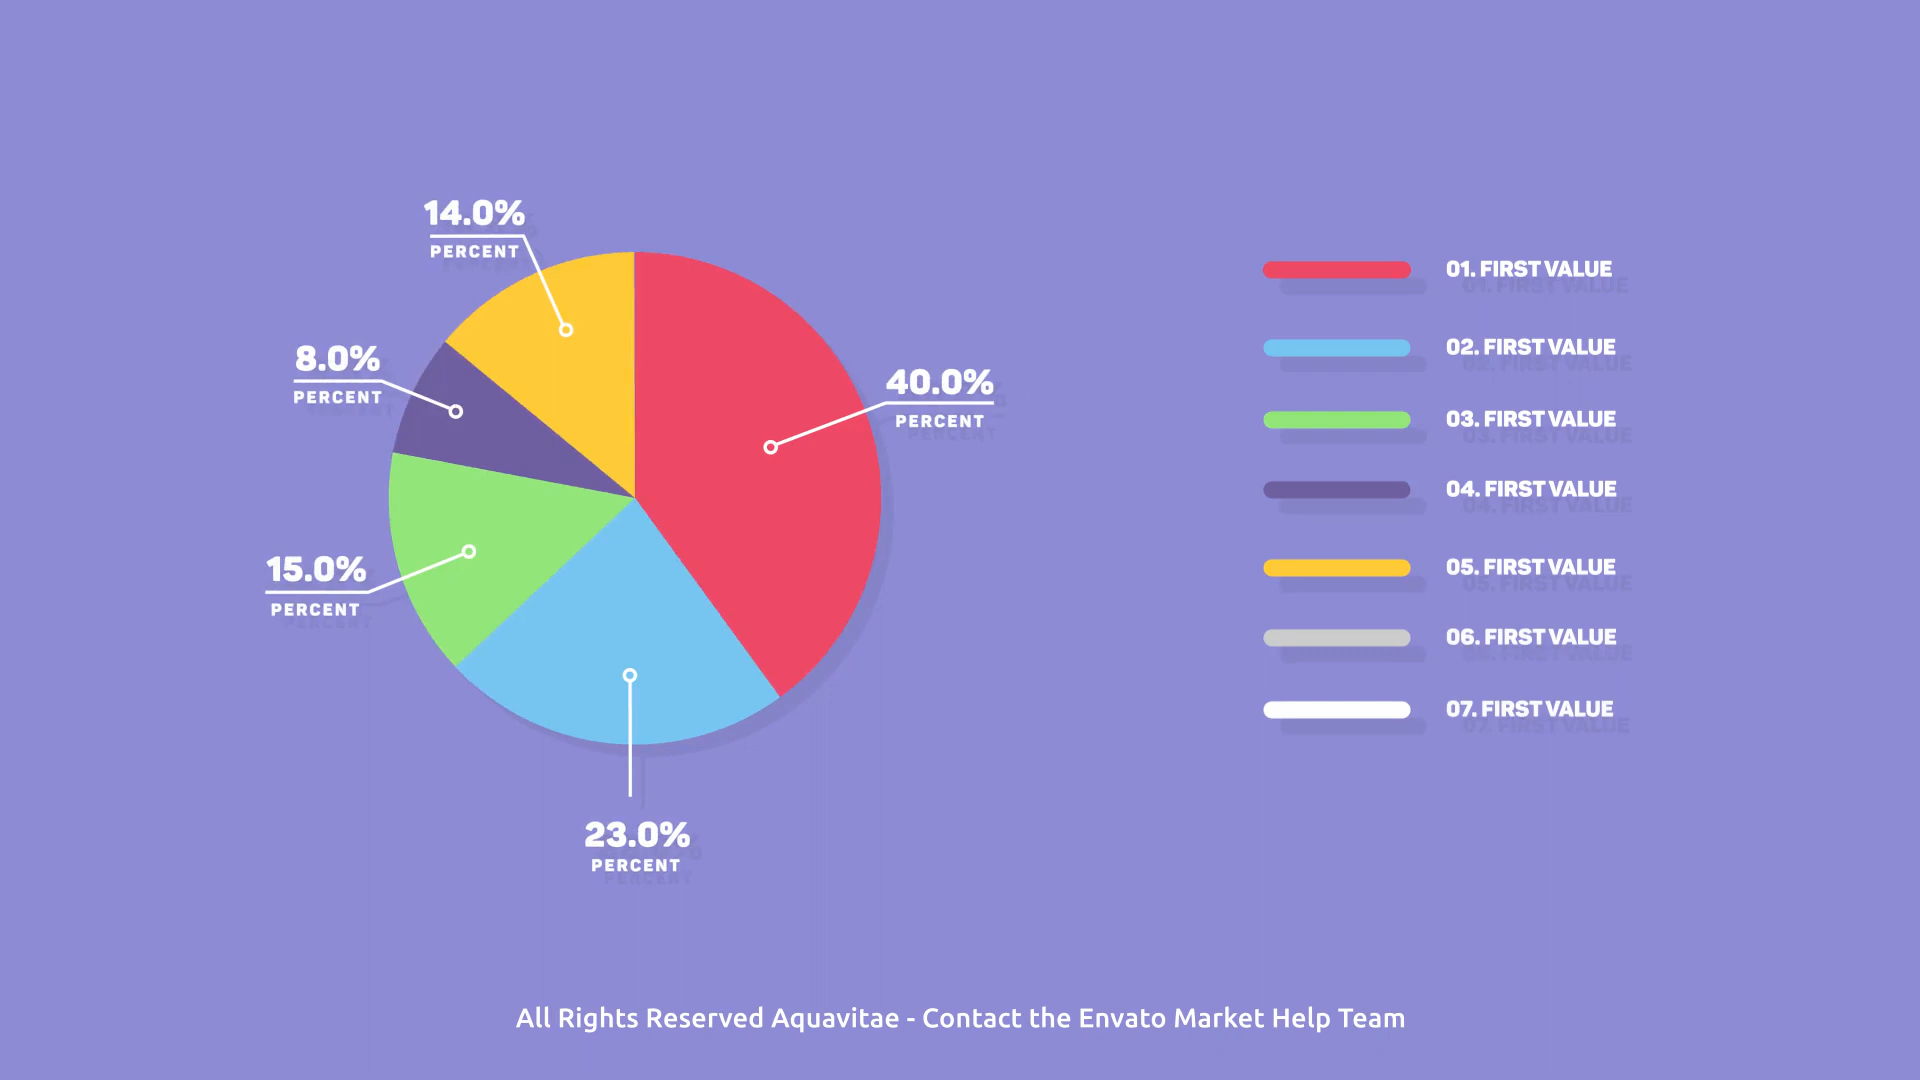 14.0%
PERCENT
8.0%
PERCENT
40.0%
PERCENT
15.0%
PERCENT
23.0%
PERCENT
01. FIRST VALUE
02. FIRST VALUE
03. FIRST VALUE
04. FIRST VALUE
05. FIRST VALUE
06. FIRST VALUE
07. FIRST VALUE
All Rights Reserved Aquavitae - Contact the Envato Market Help Team